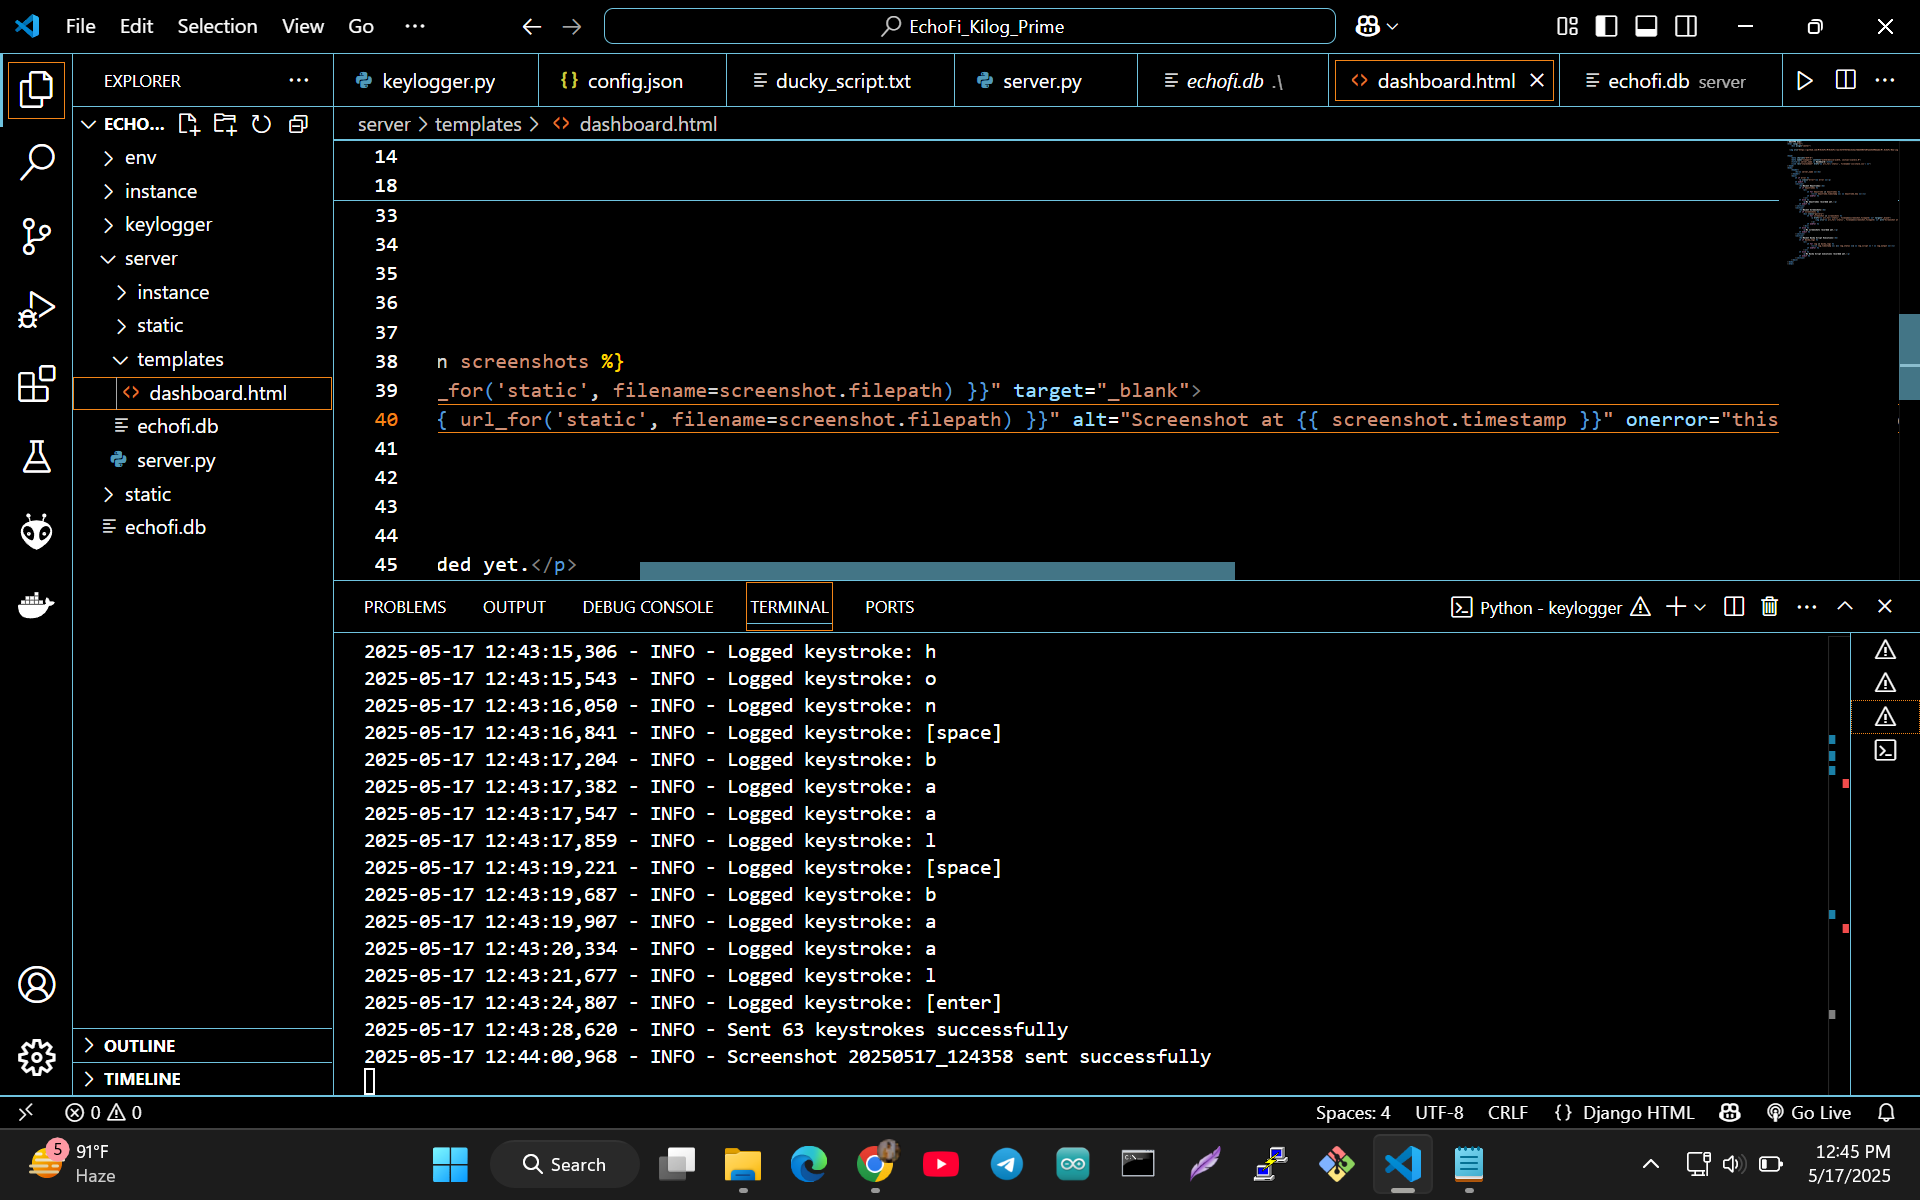 File Edit Selection View Go ···
EchoFi_Kilog_Prime
EXPLORER ···
keylogger.py
{} config.json
ducky_script.txt
server.py
echofi.db .\
<> dashboard.html
echofi.db server
ECHO...
server > templates > <> dashboard.html
env
instance
keylogger
server
instance
static
templates
<> dashboard.html
echofi.db
server.py
static
echofi.db
14
18
33
34
35
36
37
38 n screenshots %}
39 _for('static', filename=screenshot.filepath) }}" target="_blank">
40 { url_for('static', filename=screenshot.filepath) }}" alt="Screenshot at {{ screenshot.timestamp }}" onerror="this
41
42
43
44
45 ded yet.</p>
PROBLEMS OUTPUT DEBUG CONSOLE TERMINAL PORTS
Python - keylogger
2025-05-17 12:43:15,306 - INFO - Logged keystroke: h
2025-05-17 12:43:15,543 - INFO - Logged keystroke: o
2025-05-17 12:43:16,050 - INFO - Logged keystroke: n
2025-05-17 12:43:16,841 - INFO - Logged keystroke: [space]
2025-05-17 12:43:17,204 - INFO - Logged keystroke: b
2025-05-17 12:43:17,382 - INFO - Logged keystroke: a
2025-05-17 12:43:17,547 - INFO - Logged keystroke: a
2025-05-17 12:43:17,859 - INFO - Logged keystroke: l
2025-05-17 12:43:19,221 - INFO - Logged keystroke: [space]
2025-05-17 12:43:19,687 - INFO - Logged keystroke: b
2025-05-17 12:43:19,907 - INFO - Logged keystroke: a
2025-05-17 12:43:20,334 - INFO - Logged keystroke: a
2025-05-17 12:43:21,677 - INFO - Logged keystroke: l
2025-05-17 12:43:24,807 - INFO - Logged keystroke: [enter]
2025-05-17 12:43:28,620 - INFO - Sent 63 keystrokes successfully
2025-05-17 12:44:00,968 - INFO - Screenshot 20250517_124358 sent successfully
OUTLINE
TIMELINE
0 0
Spaces: 4 UTF-8 CRLF {} Django HTML Go Live
5
91°F
Haze
Search
12:45 PM
5/17/2025